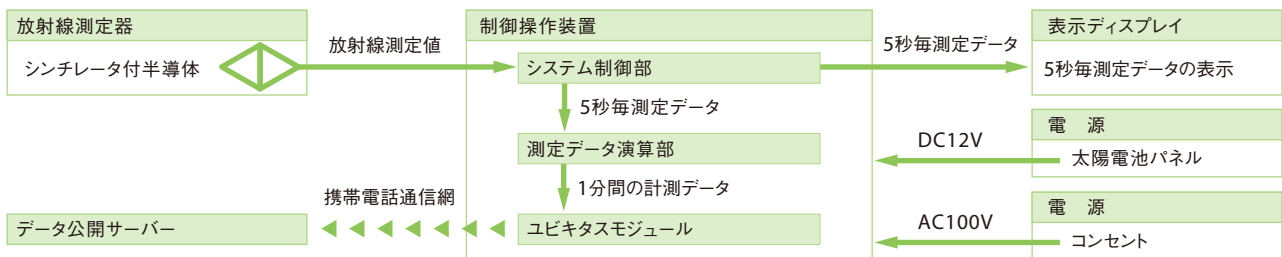 放射線測定器
シンチレータ付半導体
放射線測定値
制御操作装置
システム制御部
5秒毎測定データ
測定データ演算部
1分間の計測データ
ユビキタスモジュール
携帯電話通信網
データ公開サーバー
5秒毎測定データ
表示ディスプレイ
5秒毎測定データの表示
DC12V
電　源
太陽電池パネル
AC100V
電　源
コンセント